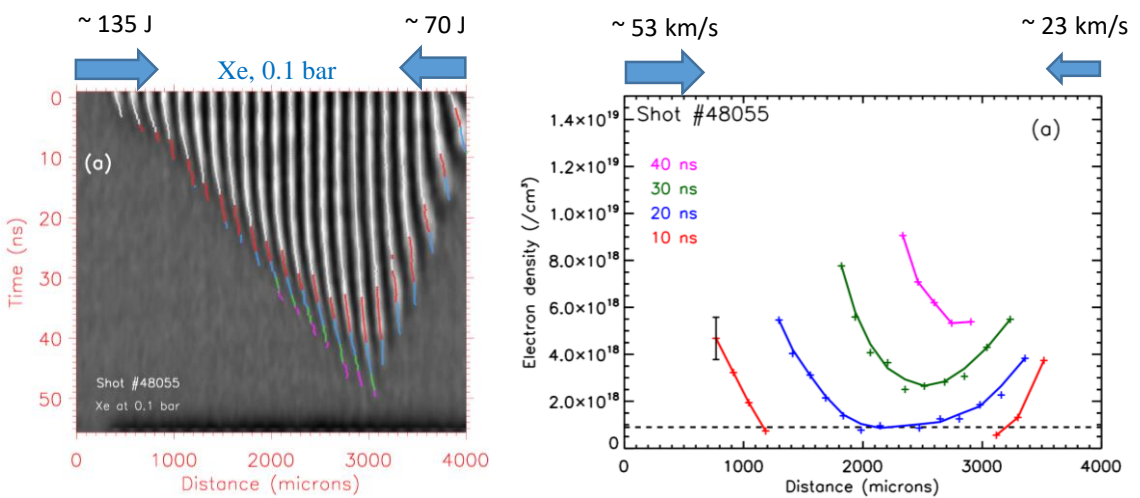 ~ 135 J
~ 70 J
Xe, 0.1 bar
0
10
20
30
40
50
Time (ns)
(a)
Shot #48055
Xe at 0.1 bar
0
1000
2000
3000
4000
Distance (microns)
~ 53 km/s
~ 23 km/s
Shot #48055
(a)
40 ns
30 ns
20 ns
10 ns
1.4×10¹⁹
1.2×10¹⁹
1.0×10¹⁹
8.0×10¹⁸
6.0×10¹⁸
4.0×10¹⁸
2.0×10¹⁸
0
Electron density (/cm³)
0
1000
2000
3000
4000
Distance (microns)